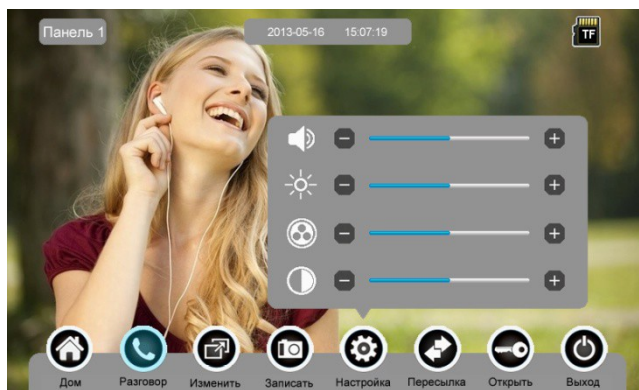 Панель 1
2013-05-16 15:07:19
TF
Дом
Разговор
Изменить
Записать
Настройка
Пересылка
Открыть
Выход